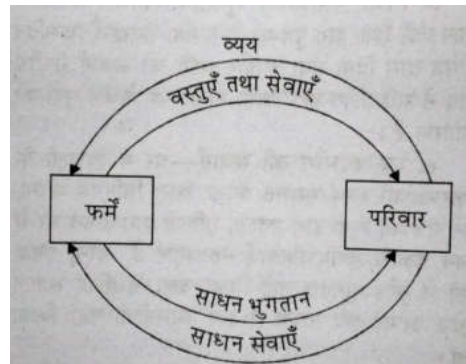 व्यय
वस्तुएँ तथा सेवाएँ
फर्में
परिवार
साधन भुगतान
साधन सेवाएँ